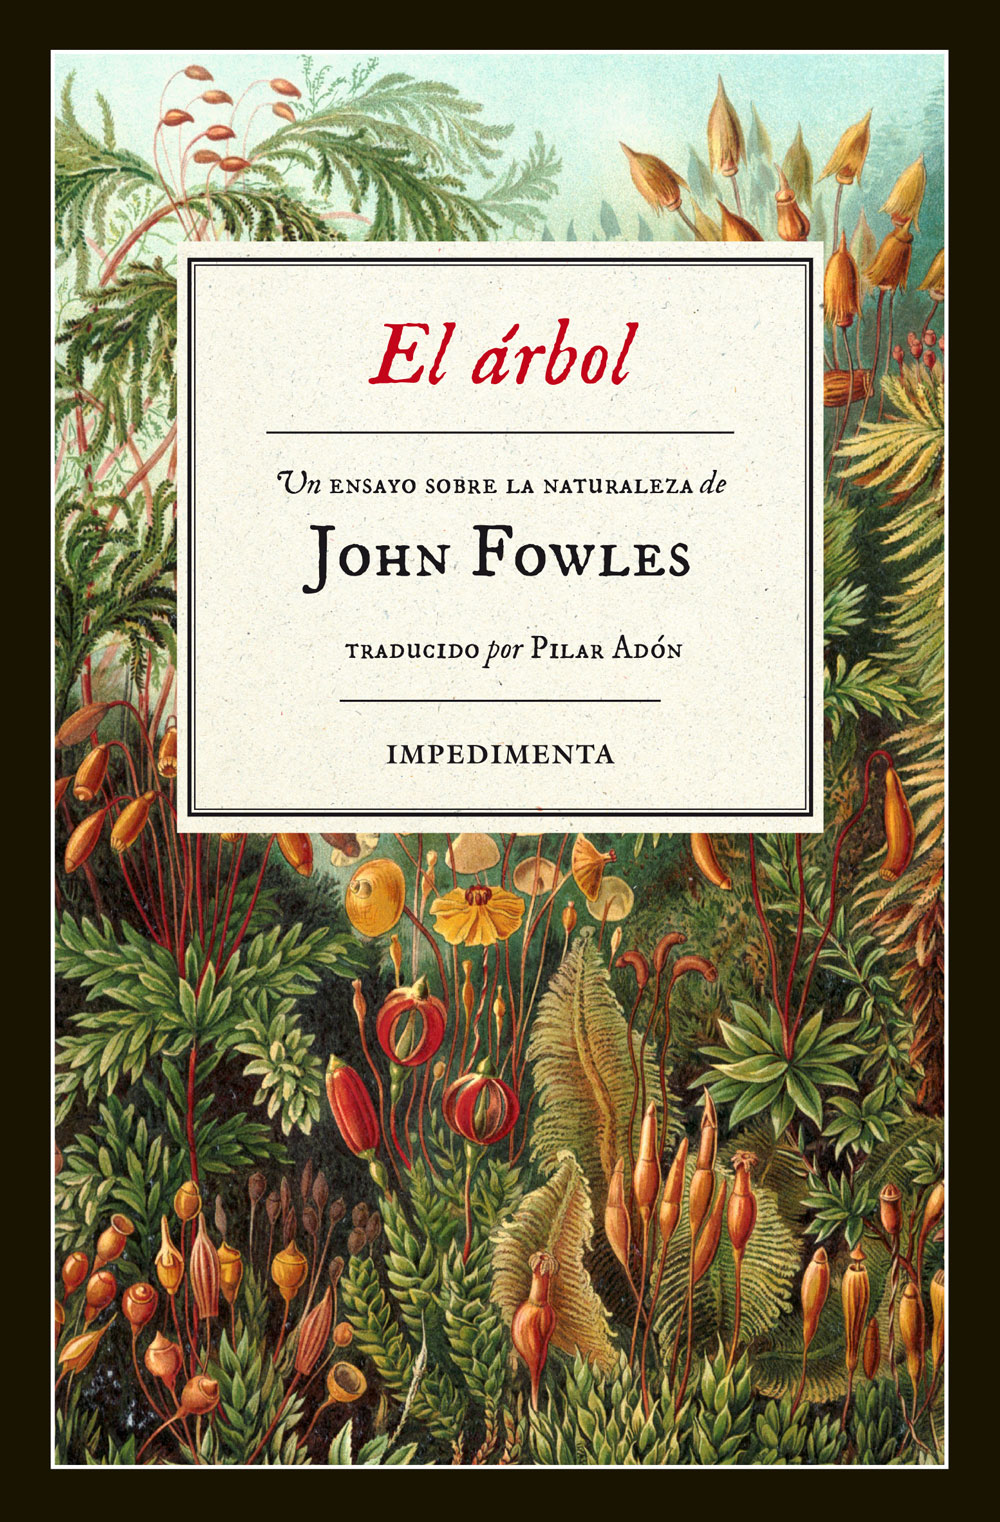 El árbol
Un ENSAYO SOBRE LA NATURALEZA de
JOHN FOWLES
TRADUCIDO por PILAR ADÓN
IMPEDIMENTA